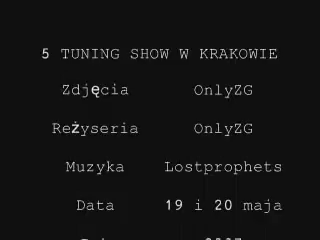 5 TUNING SHOW W KRAKOWIE
Zdjęcia OnlyZG
Reżyseria OnlyZG
Muzyka Lostprophets
Data 19 i 20 maja